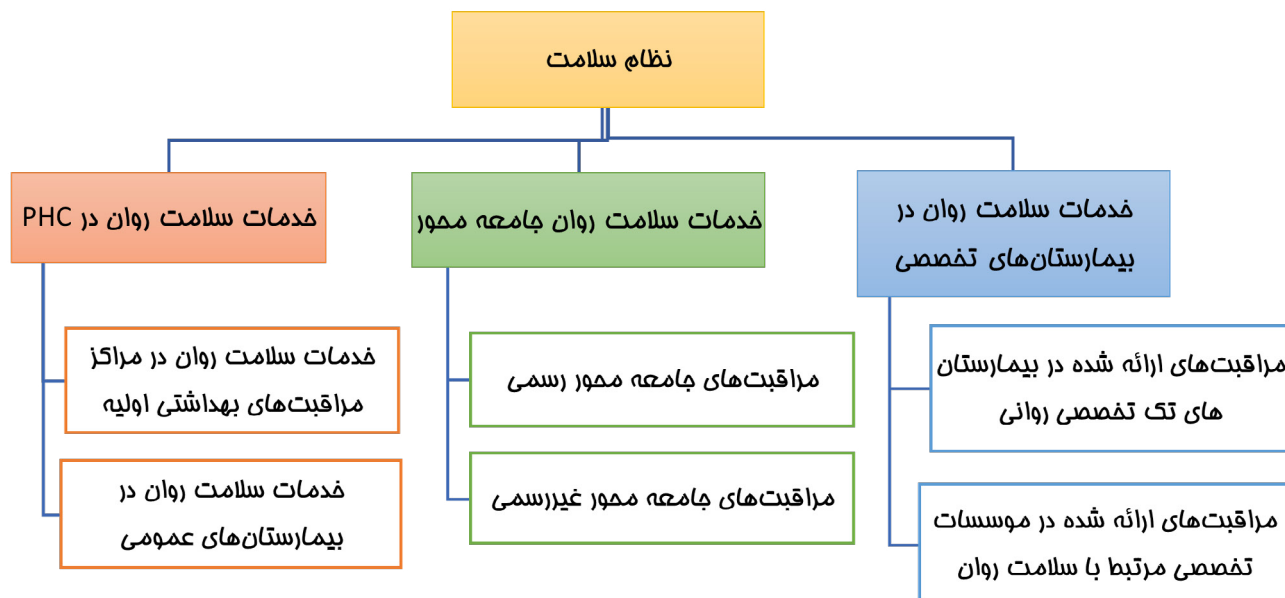 نظام سلامت
خدمات سلامت روان در
بیمارستان‌های تخصصی
مراقبت‌های ارائه شده در بیمارستان
های تک تخصصی روانی
مراقبت‌های ارائه شده در موسسات
تخصصی مرتبط با سلامت روان
خدمات سلامت روان جامعه محور
مراقبت‌های جامعه محور رسمی
مراقبت‌های جامعه محور غیررسمی
خدمات سلامت روان در PHC
خدمات سلامت روان در مراکز
مراقبت‌های بهداشتی اولیه
خدمات سلامت روان در
بیمارستان‌های عمومی